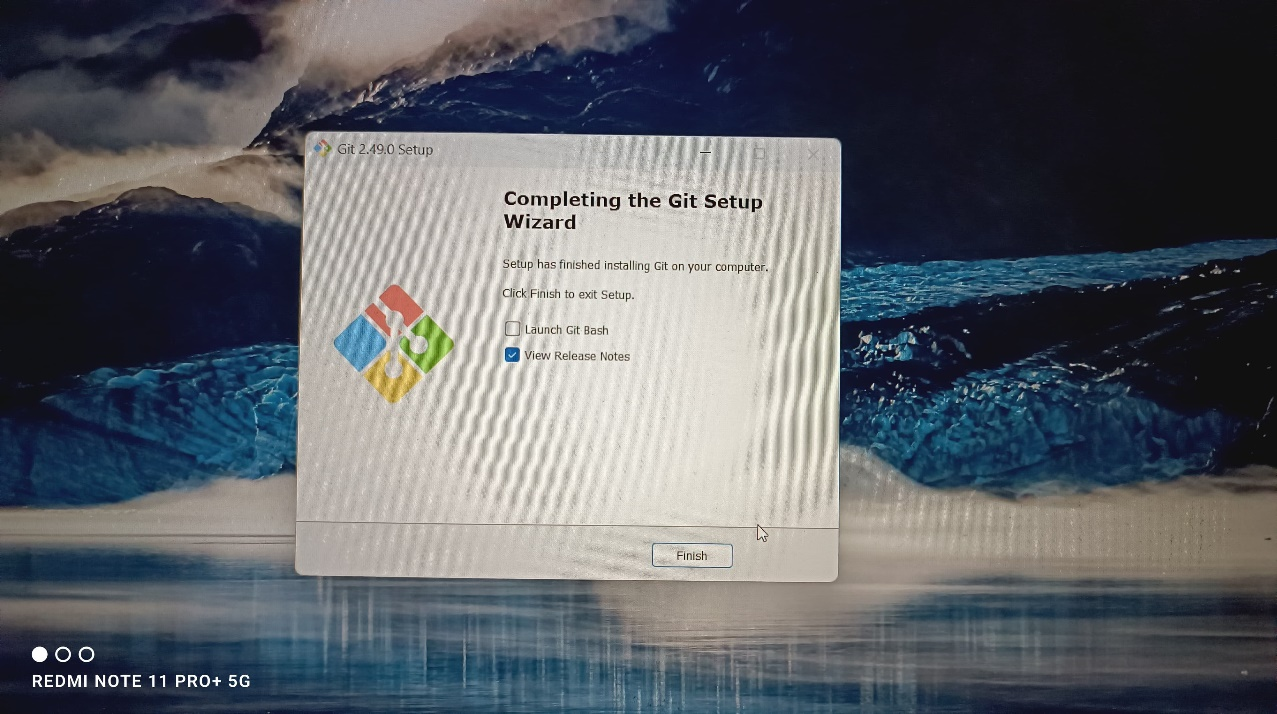 Git 2.49.0 Setup
Completing the Git Setup
Wizard
Setup has finished installing Git on your computer.
Click Finish to exit Setup.
Launch Git Bash
View Release Notes
Finish
REDMI NOTE 11 PRO+ 5G